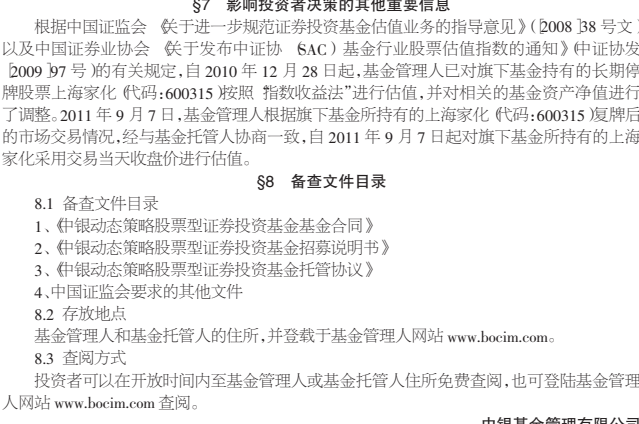 §7 影响投资者决策的其他重要信息
根据中国证监会《关于进一步规范证券投资基金估值业务的指导意见》([2008]38号文)
以及中国证券业协会《关于发布中证协(SAC)基金行业股票估值指数的通知》(中证协发
[2009]97号)的有关规定,自2010年12月28日起,基金管理人已对旗下基金持有的长期停
牌股票上海家化(代码:600315)按照“指数收益法”进行估值,并对相关的基金资产净值进行
了调整。2011年9月7日,基金管理人根据旗下基金所持有的上海家化(代码:600315)复牌后
的市场交易情况,经与基金托管人协商一致,自2011年9月7日起对旗下基金所持有的上海
家化采用交易当天收盘价进行估值。
§8 备查文件目录
8.1 备查文件目录
1、《中银动态策略股票型证券投资基金基金合同》
2、《中银动态策略股票型证券投资基金招募说明书》
3、《中银动态策略股票型证券投资基金托管协议》
4、中国证监会要求的其他文件
8.2 存放地点
基金管理人和基金托管人的住所,并登载于基金管理人网站 www.bocim.com。
8.3 查阅方式
投资者可以在开放时间内至基金管理人或基金托管人住所免费查阅,也可登陆基金管理
人网站 www.bocim.com 查阅。
中银基金管理有限公司